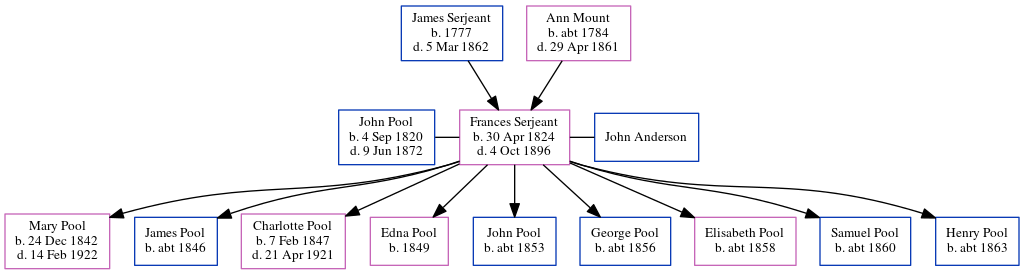 James Serjeant
b. 1777
d. 5 Mar 1862
Ann Mount
b. abt 1784
d. 29 Apr 1861
John Pool
b. 4 Sep 1820
d. 9 Jun 1872
Frances Serjeant
b. 30 Apr 1824
d. 4 Oct 1896
John Anderson
Mary Pool
b. 24 Dec 1842
d. 14 Feb 1922
James Pool
b. abt 1846
Charlotte Pool
b. 7 Feb 1847
d. 21 Apr 1921
Edna Pool
b. 1849
John Pool
b. abt 1853
George Pool
b. abt 1856
Elisabeth Pool
b. abt 1858
Samuel Pool
b. abt 1860
Henry Pool
b. abt 1863